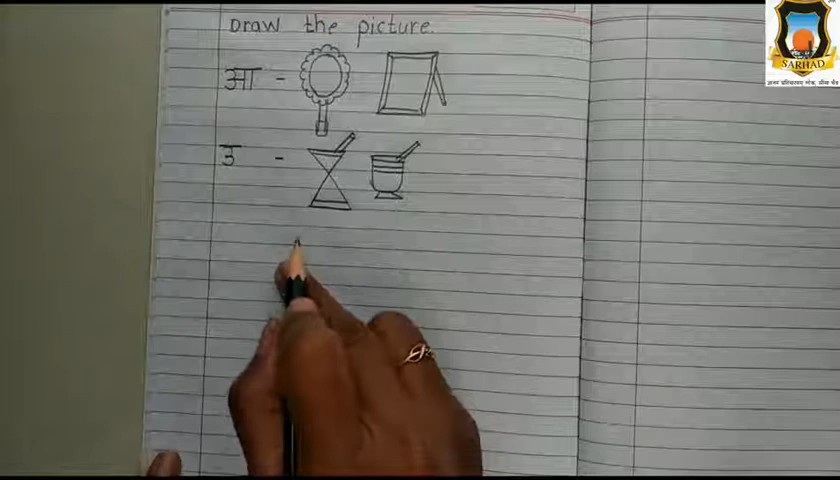 Draw the picture.
आ -
उ -
SARHAD